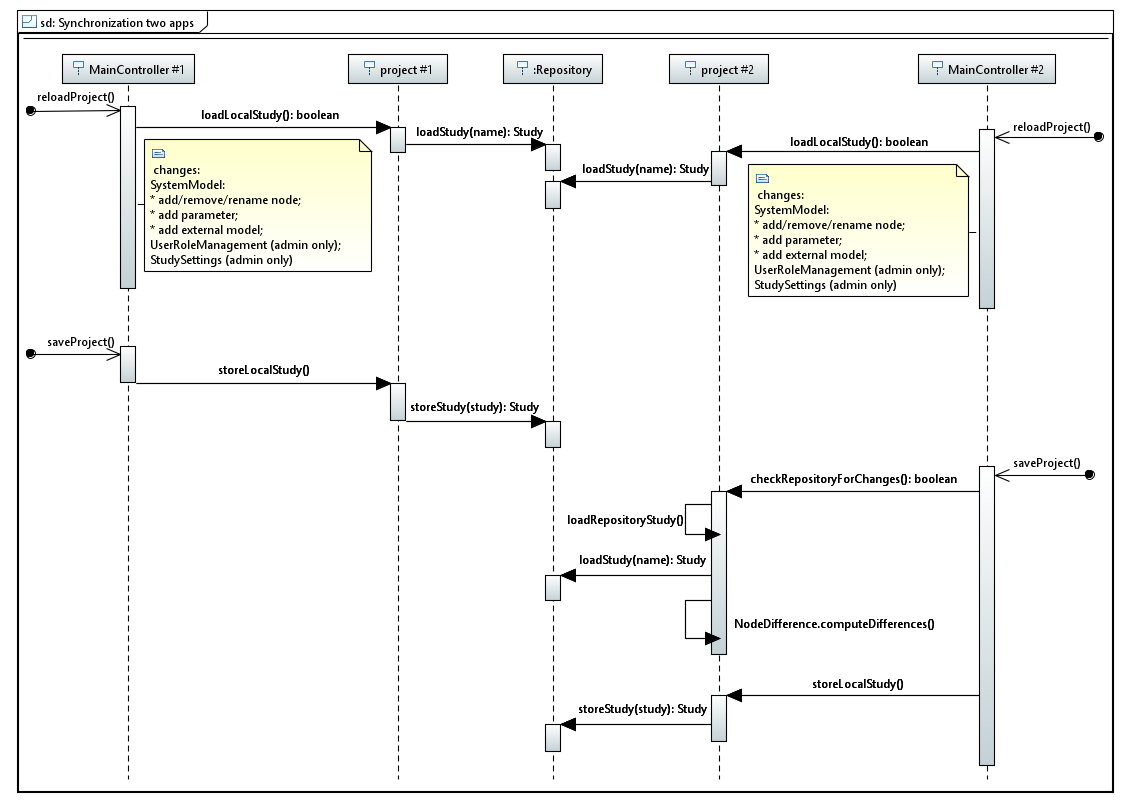 sd: Synchronization two apps
MainController #1
project #1
:Repository
project #2
MainController #2
reloadProject()
loadLocalStudy(): boolean
loadStudy(name): Study
reloadProject()
loadLocalStudy(): boolean
loadStudy(name): Study
changes:
SystemModel:
* add/remove/rename node;
* add parameter;
* add external model;
UserRoleManagement (admin only);
StudySettings (admin only)
changes:
SystemModel:
* add/remove/rename node;
* add parameter;
* add external model;
UserRoleManagement (admin only);
StudySettings (admin only)
saveProject()
storeLocalStudy()
storeStudy(study): Study
saveProject()
checkRepositoryForChanges(): boolean
loadRepositoryStudy()
loadStudy(name): Study
NodeDifference.computeDifferences()
storeLocalStudy()
storeStudy(study): Study